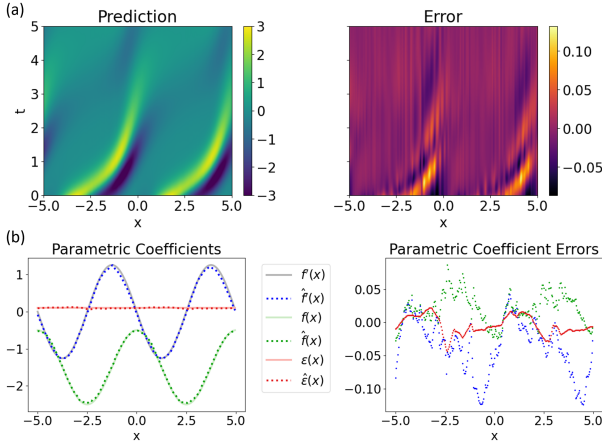 (a)
Prediction
Error
5
4
3
2
1
0
t
−5.0 −2.5 0.0 2.5 5.0
x
3
2
1
0
−1
−2
−3
−5.0 −2.5 0.0 2.5 5.0
x
0.10
0.05
0.00
−0.05
(b)
Parametric Coefficients
1
0
−1
−2
−5.0 −2.5 0.0 2.5 5.0
x
f′(x)
f̂′(x)
f(x)
f̂(x)
ε(x)
ε̂(x)
Parametric Coefficient Errors
0.05
0.00
−0.05
−0.10
−5.0 −2.5 0.0 2.5 5.0
x